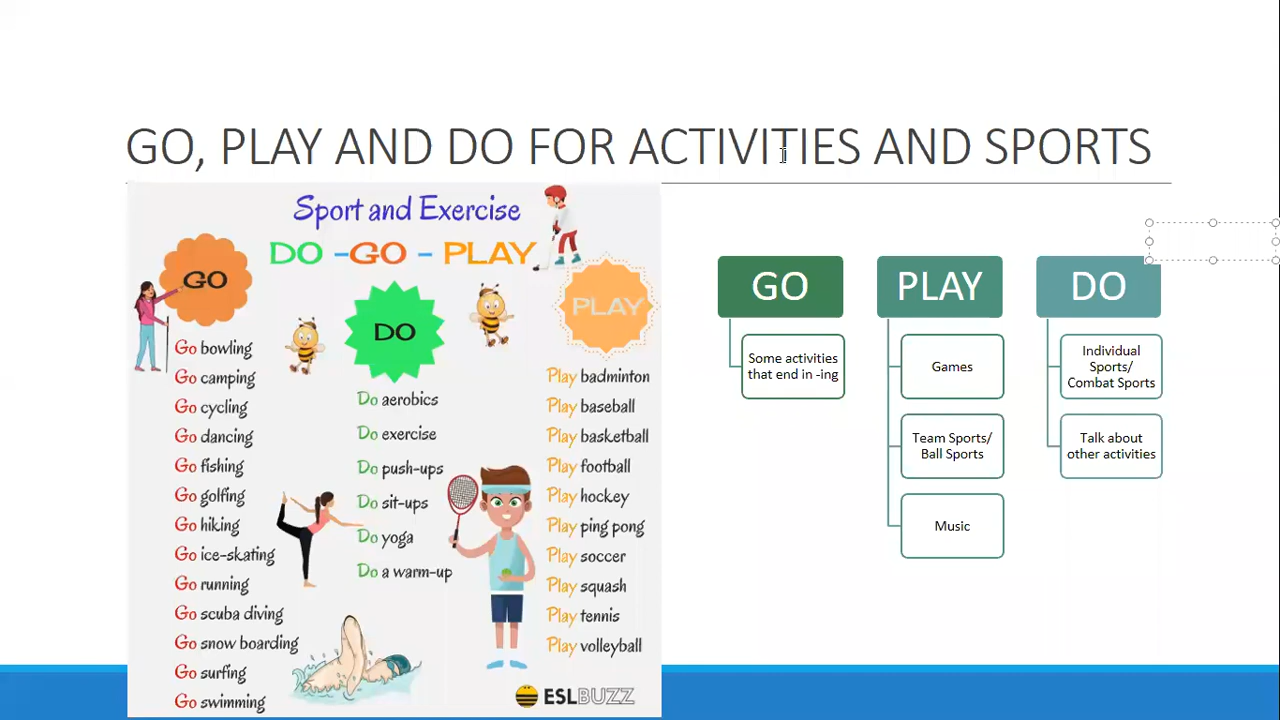 GO, PLAY AND DO FOR ACTIVITIES AND SPORTS
Sport and Exercise
DO - GO - PLAY
GO
Go bowling
Go camping
Go cycling
Go dancing
Go fishing
Go golfing
Go hiking
Go ice-skating
Go running
Go scuba diving
Go snow boarding
Go surfing
Go swimming
DO
Do aerobics
Do exercise
Do push-ups
Do sit-ups
Do yoga
Do a warm-up
PLAY
Play badminton
Play baseball
Play basketball
Play football
Play hockey
Play ping pong
Play soccer
Play squash
Play tennis
Play volleyball
ESLBUZZ
GO
Some activities
that end in -ing
PLAY
Games
Team Sports/
Ball Sports
Music
DO
Individual
Sports/
Combat Sports
Talk about
other activities